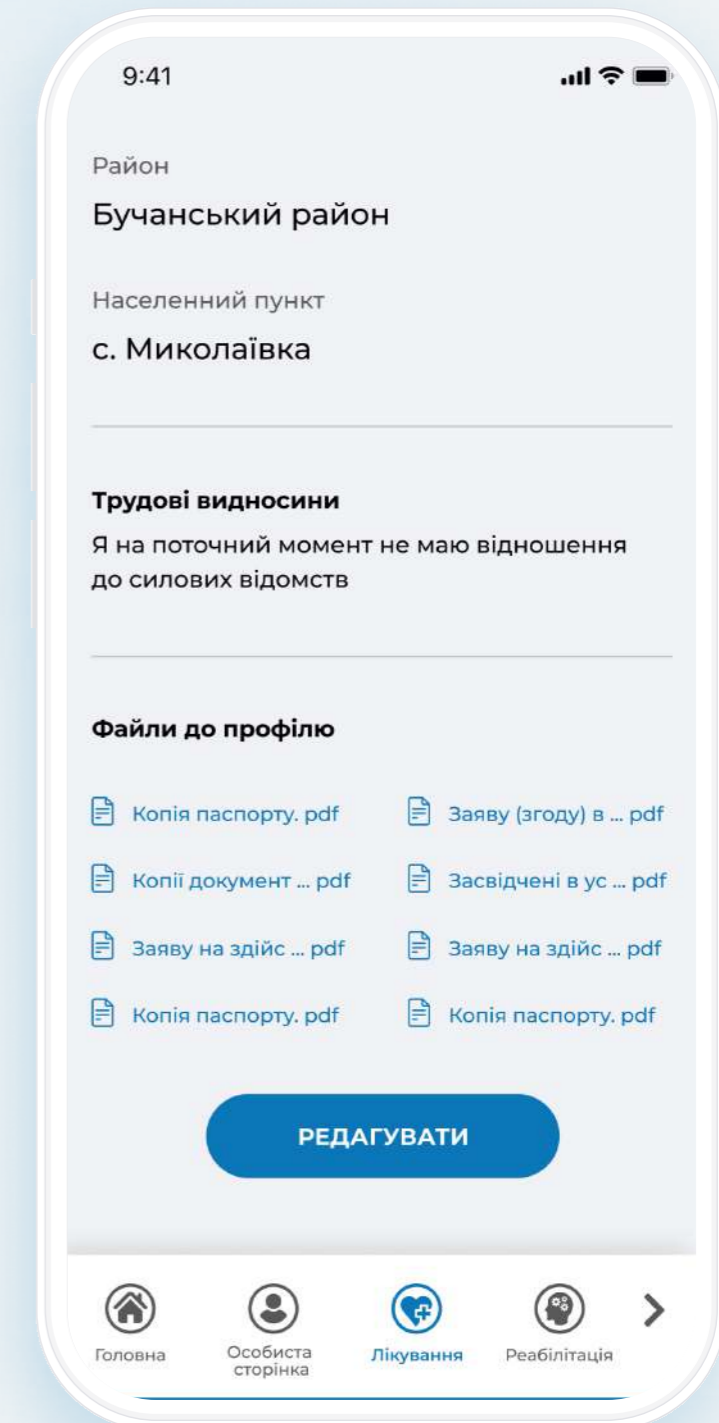 9:41
Район
Бучанський район
Населенний пункт
с. Миколаївка
Трудові видносини
Я на поточний момент не маю відношення
до силових відомств
Файли до профілю
Копія паспорту. pdf
Заяву (згоду) в ... pdf
Копії документ ... pdf
Засвідчені в ус ... pdf
Заяву на здійс ... pdf
Заяву на здійс ... pdf
Копія паспорту. pdf
Копія паспорту. pdf
РЕДАГУВАТИ
Головна
Особиста
сторінка
Лікування
Реабілітація